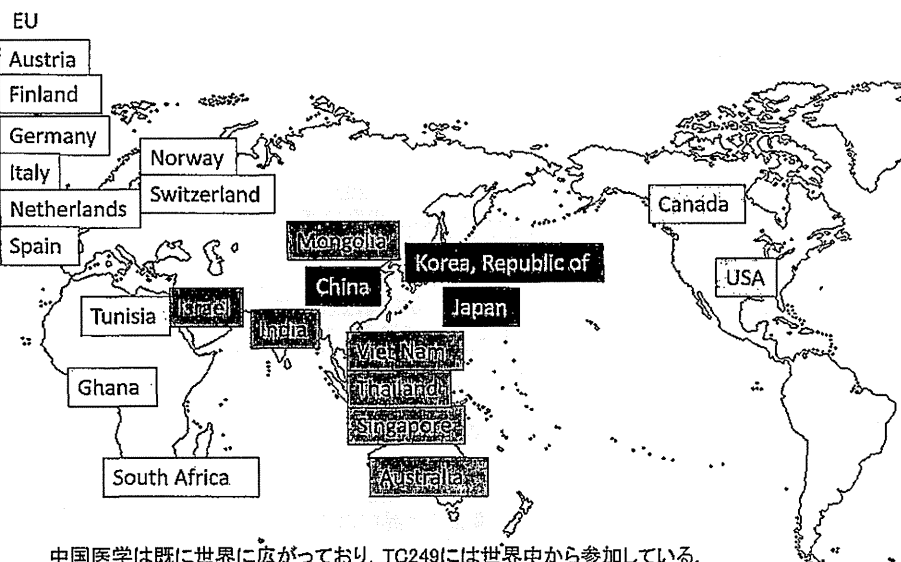 EU
Austria
Finland
Germany
Italy
Netherlands
Spain
Norway
Switzerland
Mongolia
Korea, Republic of
China
Japan
Canada
USA
Tunisia
Israel
India
Viet Nam
Thailand
Singapore
Australia
Ghana
South Africa
中国医学は既に世界に広がっており、TC249には世界中から参加している。